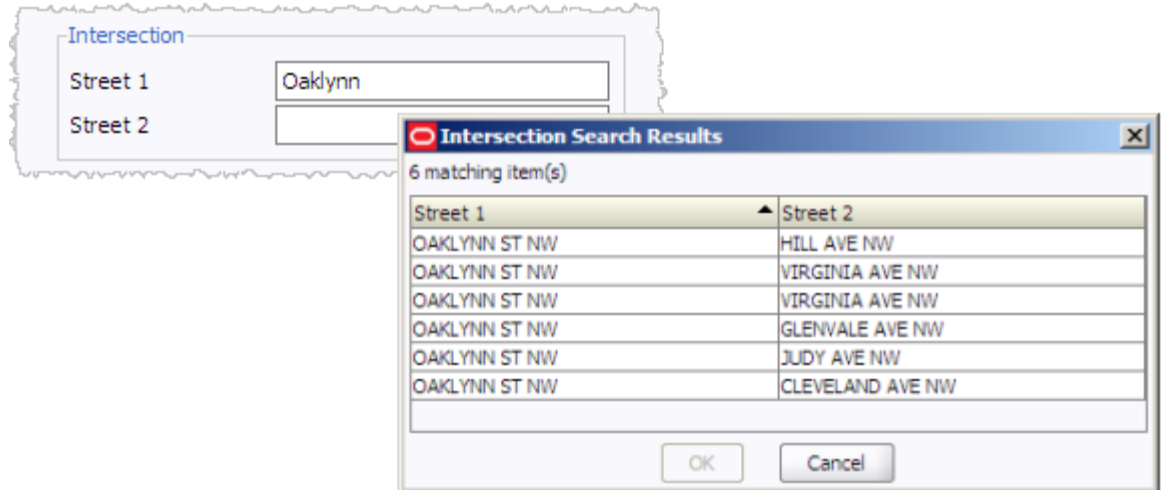 Intersection
Street 1 Oaklynn
Street 2
Intersection Search Results
6 matching item(s)
Street 1 Street 2
OAKLYNN ST NW HILL AVE NW
OAKLYNN ST NW VIRGINIA AVE NW
OAKLYNN ST NW VIRGINIA AVE NW
OAKLYNN ST NW GLENVALE AVE NW
OAKLYNN ST NW JUDY AVE NW
OAKLYNN ST NW CLEVELAND AVE NW
OK Cancel